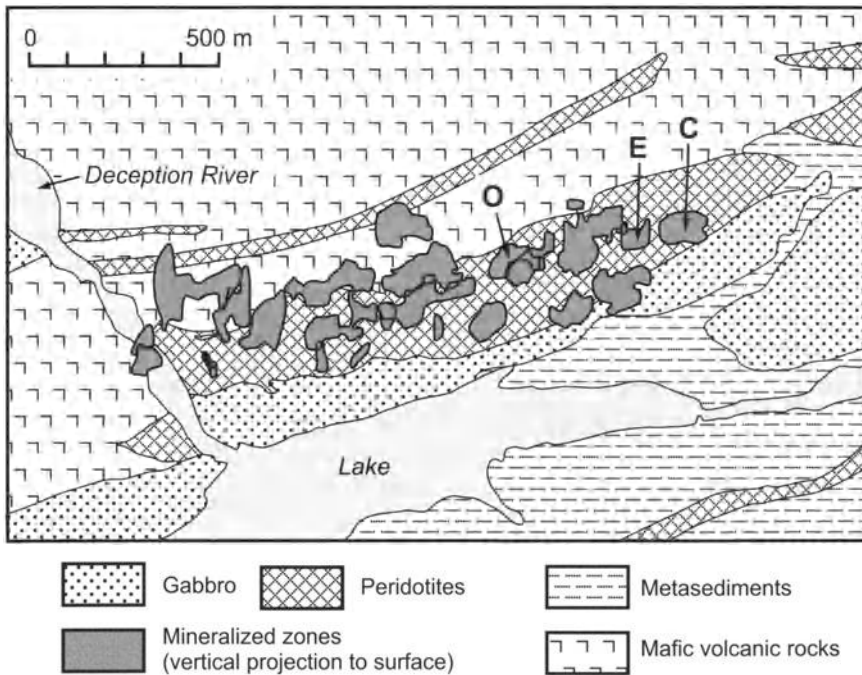 0 500 m
Deception River
C
E
O
Lake
Gabbro
Peridotites
Metasediments
Mineralized zones
(vertical projection to surface)
Mafic volcanic rocks